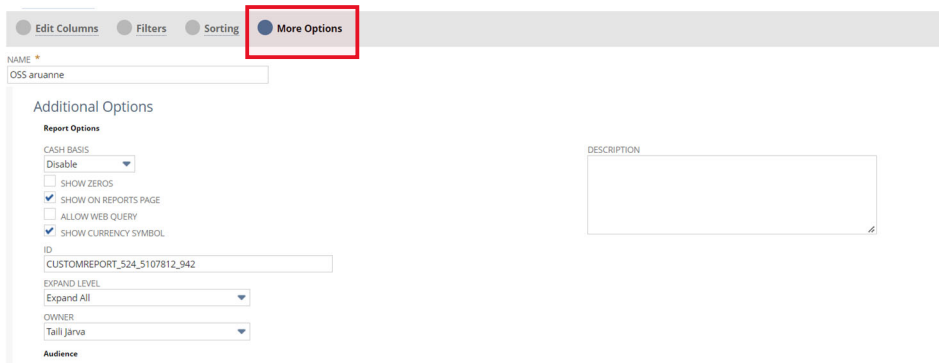 Edit Columns Filters Sorting More Options
NAME *
OSS aruanne
Additional Options
Report Options
CASH BASIS DESCRIPTION
Disable
SHOW ZEROS
SHOW ON REPORTS PAGE
ALLOW WEB QUERY
SHOW CURRENCY SYMBOL
ID
CUSTOMREPORT_524_5107812_942
EXPAND LEVEL
Expand All
OWNER
Taili Järva
Audience